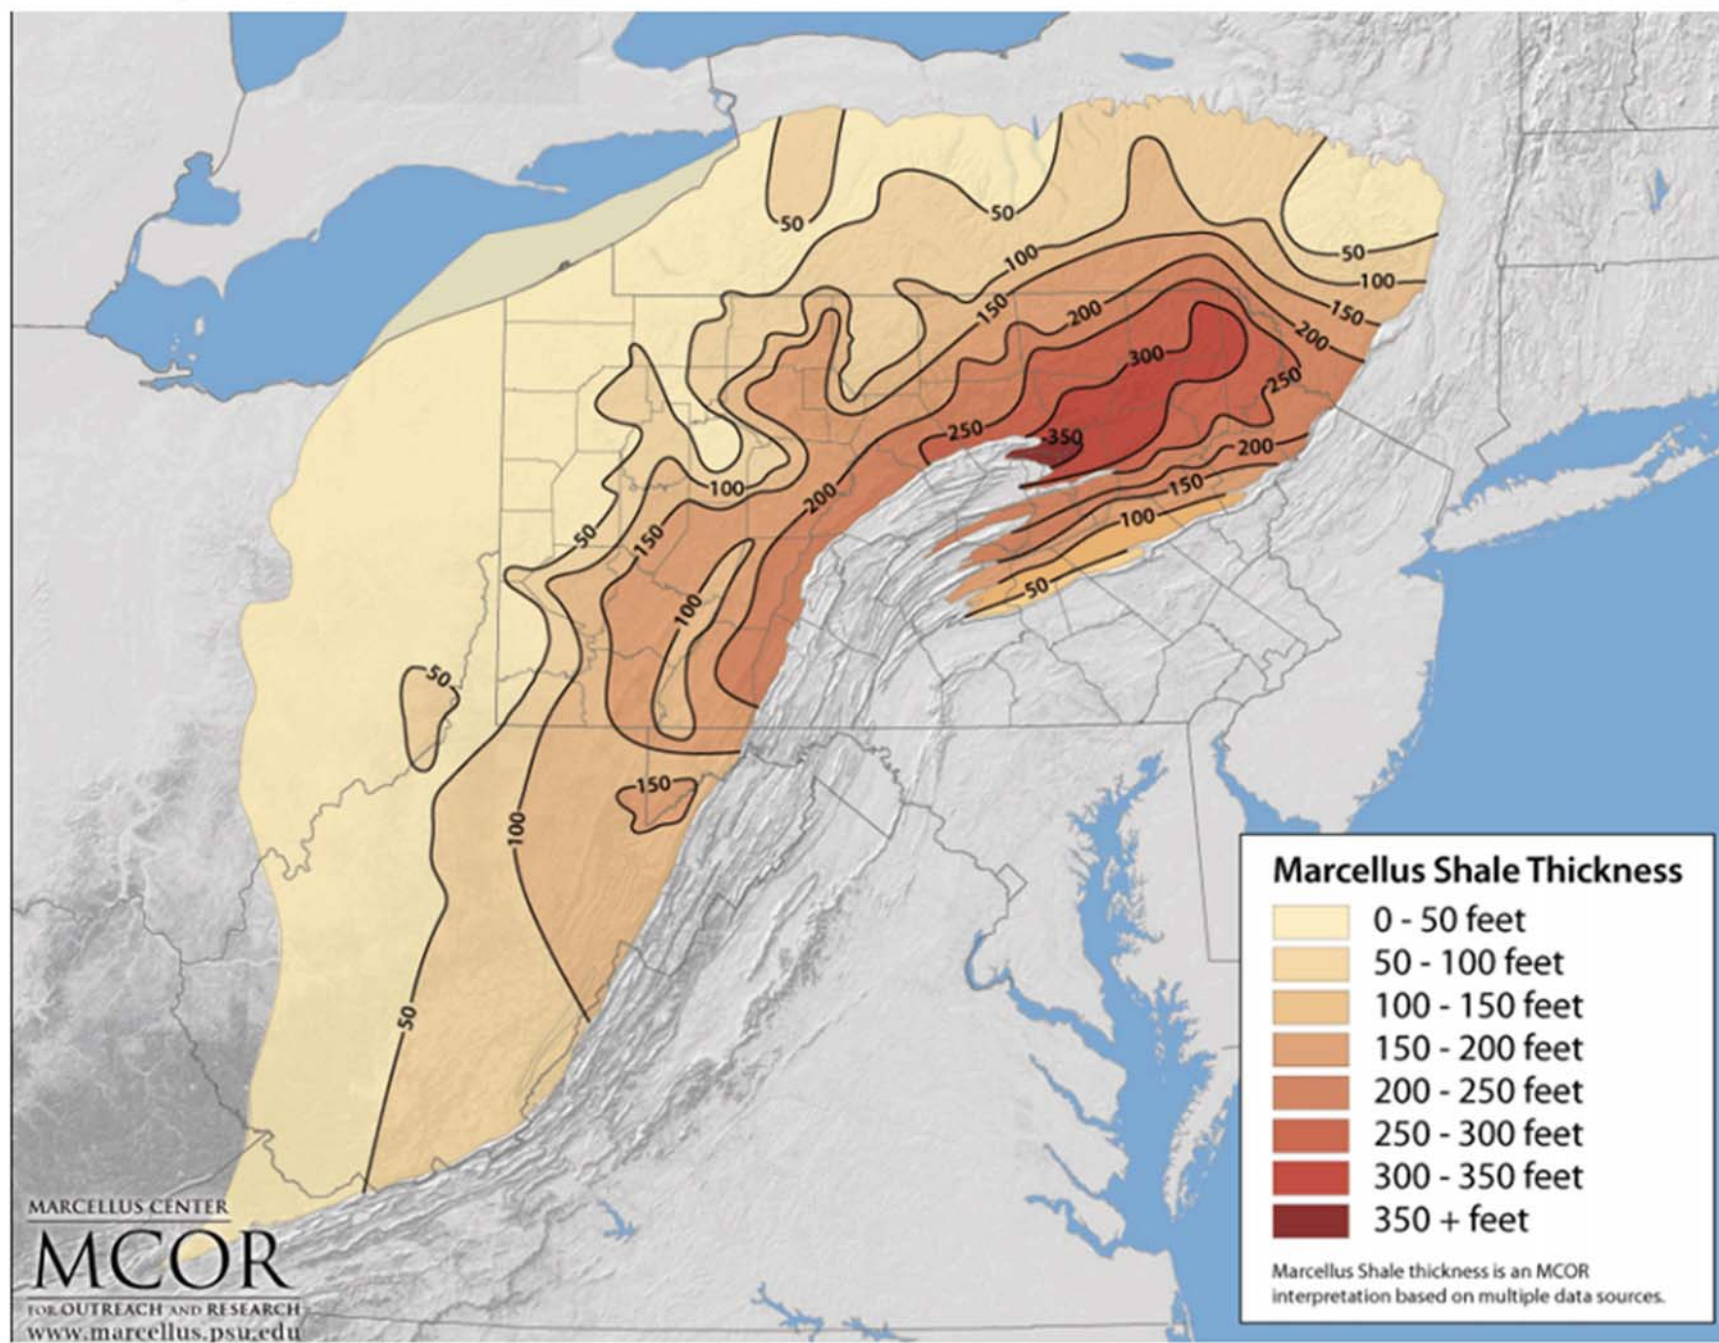 50
50
50
100
100
150
150
200
200
300
250
250
350
200
100
200
150
100
50
150
50
100
50
150
100
50
Marcellus Shale Thickness
0 - 50 feet
50 - 100 feet
100 - 150 feet
150 - 200 feet
200 - 250 feet
250 - 300 feet
300 - 350 feet
350 + feet
Marcellus Shale thickness is an MCOR
interpretation based on multiple data sources.
MARCELLUS CENTER
MCOR
FOR OUTREACH AND RESEARCH
www.marcellus.psu.edu